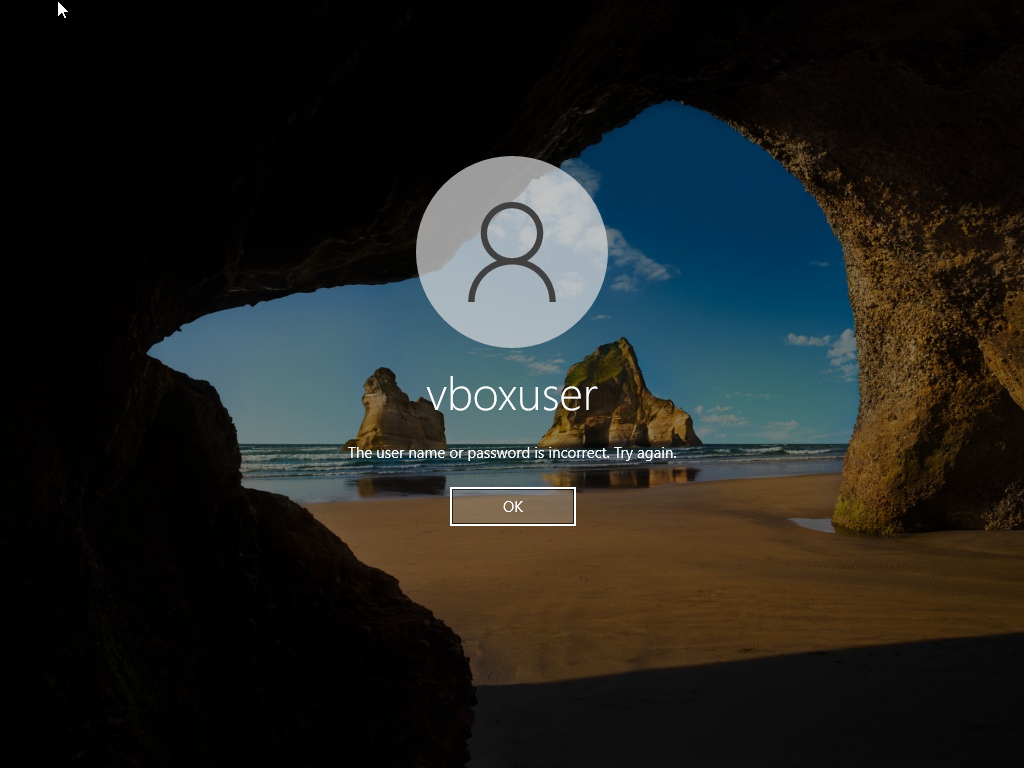 vboxuser
The user name or password is incorrect. Try again.
OK